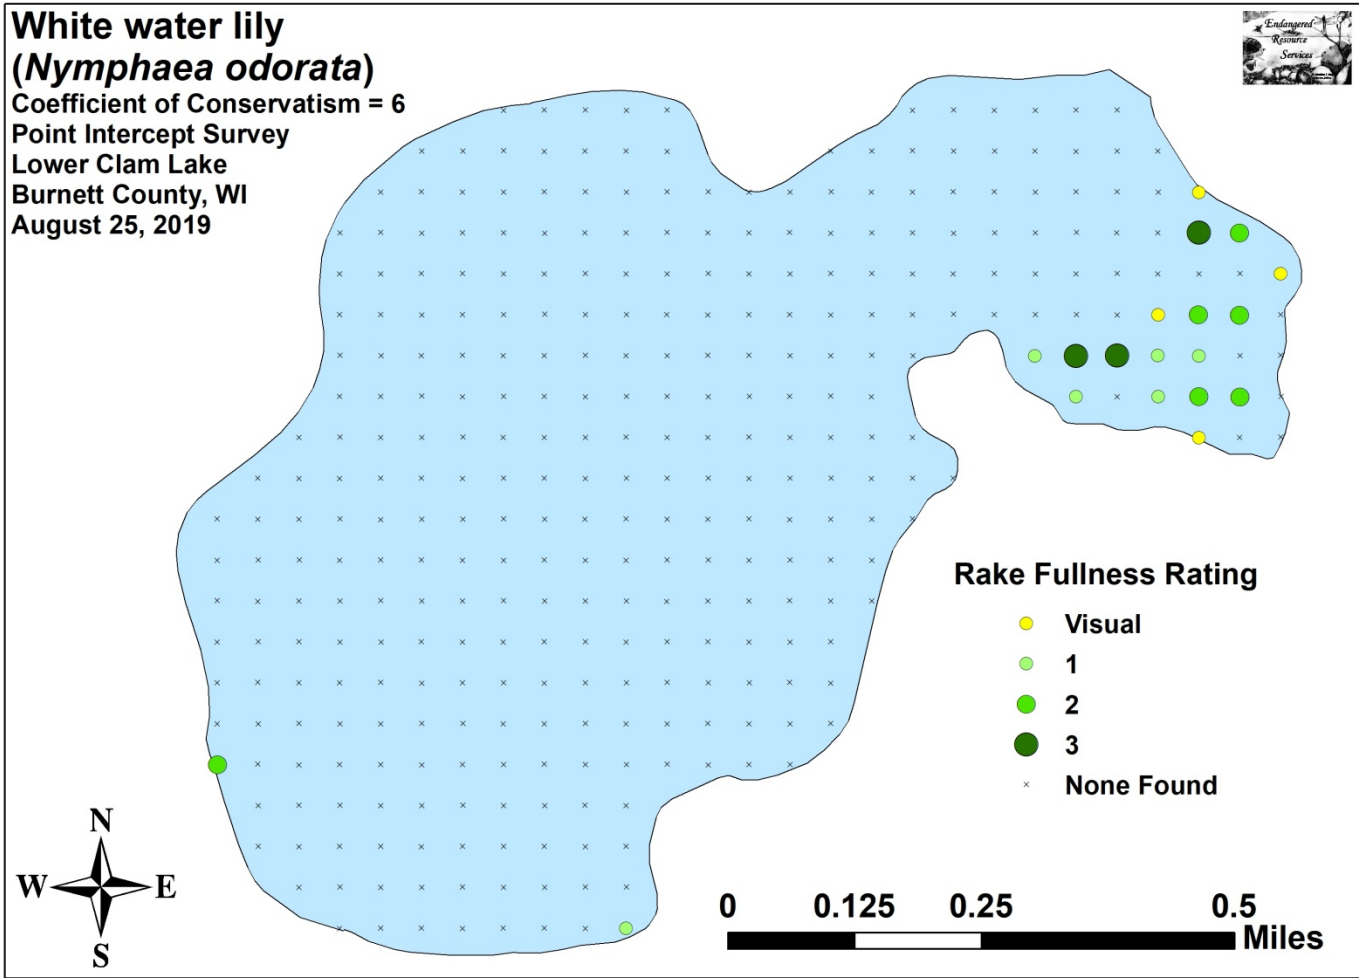 White water lily
(Nymphaea odorata)
Coefficient of Conservatism = 6
Point Intercept Survey
Lower Clam Lake
Burnett County, WI
August 25, 2019
Endangered
Resource
Services
Rake Fullness Rating
Visual
1
2
3
None Found
N
W E
S
0 0.125 0.25 0.5
Miles